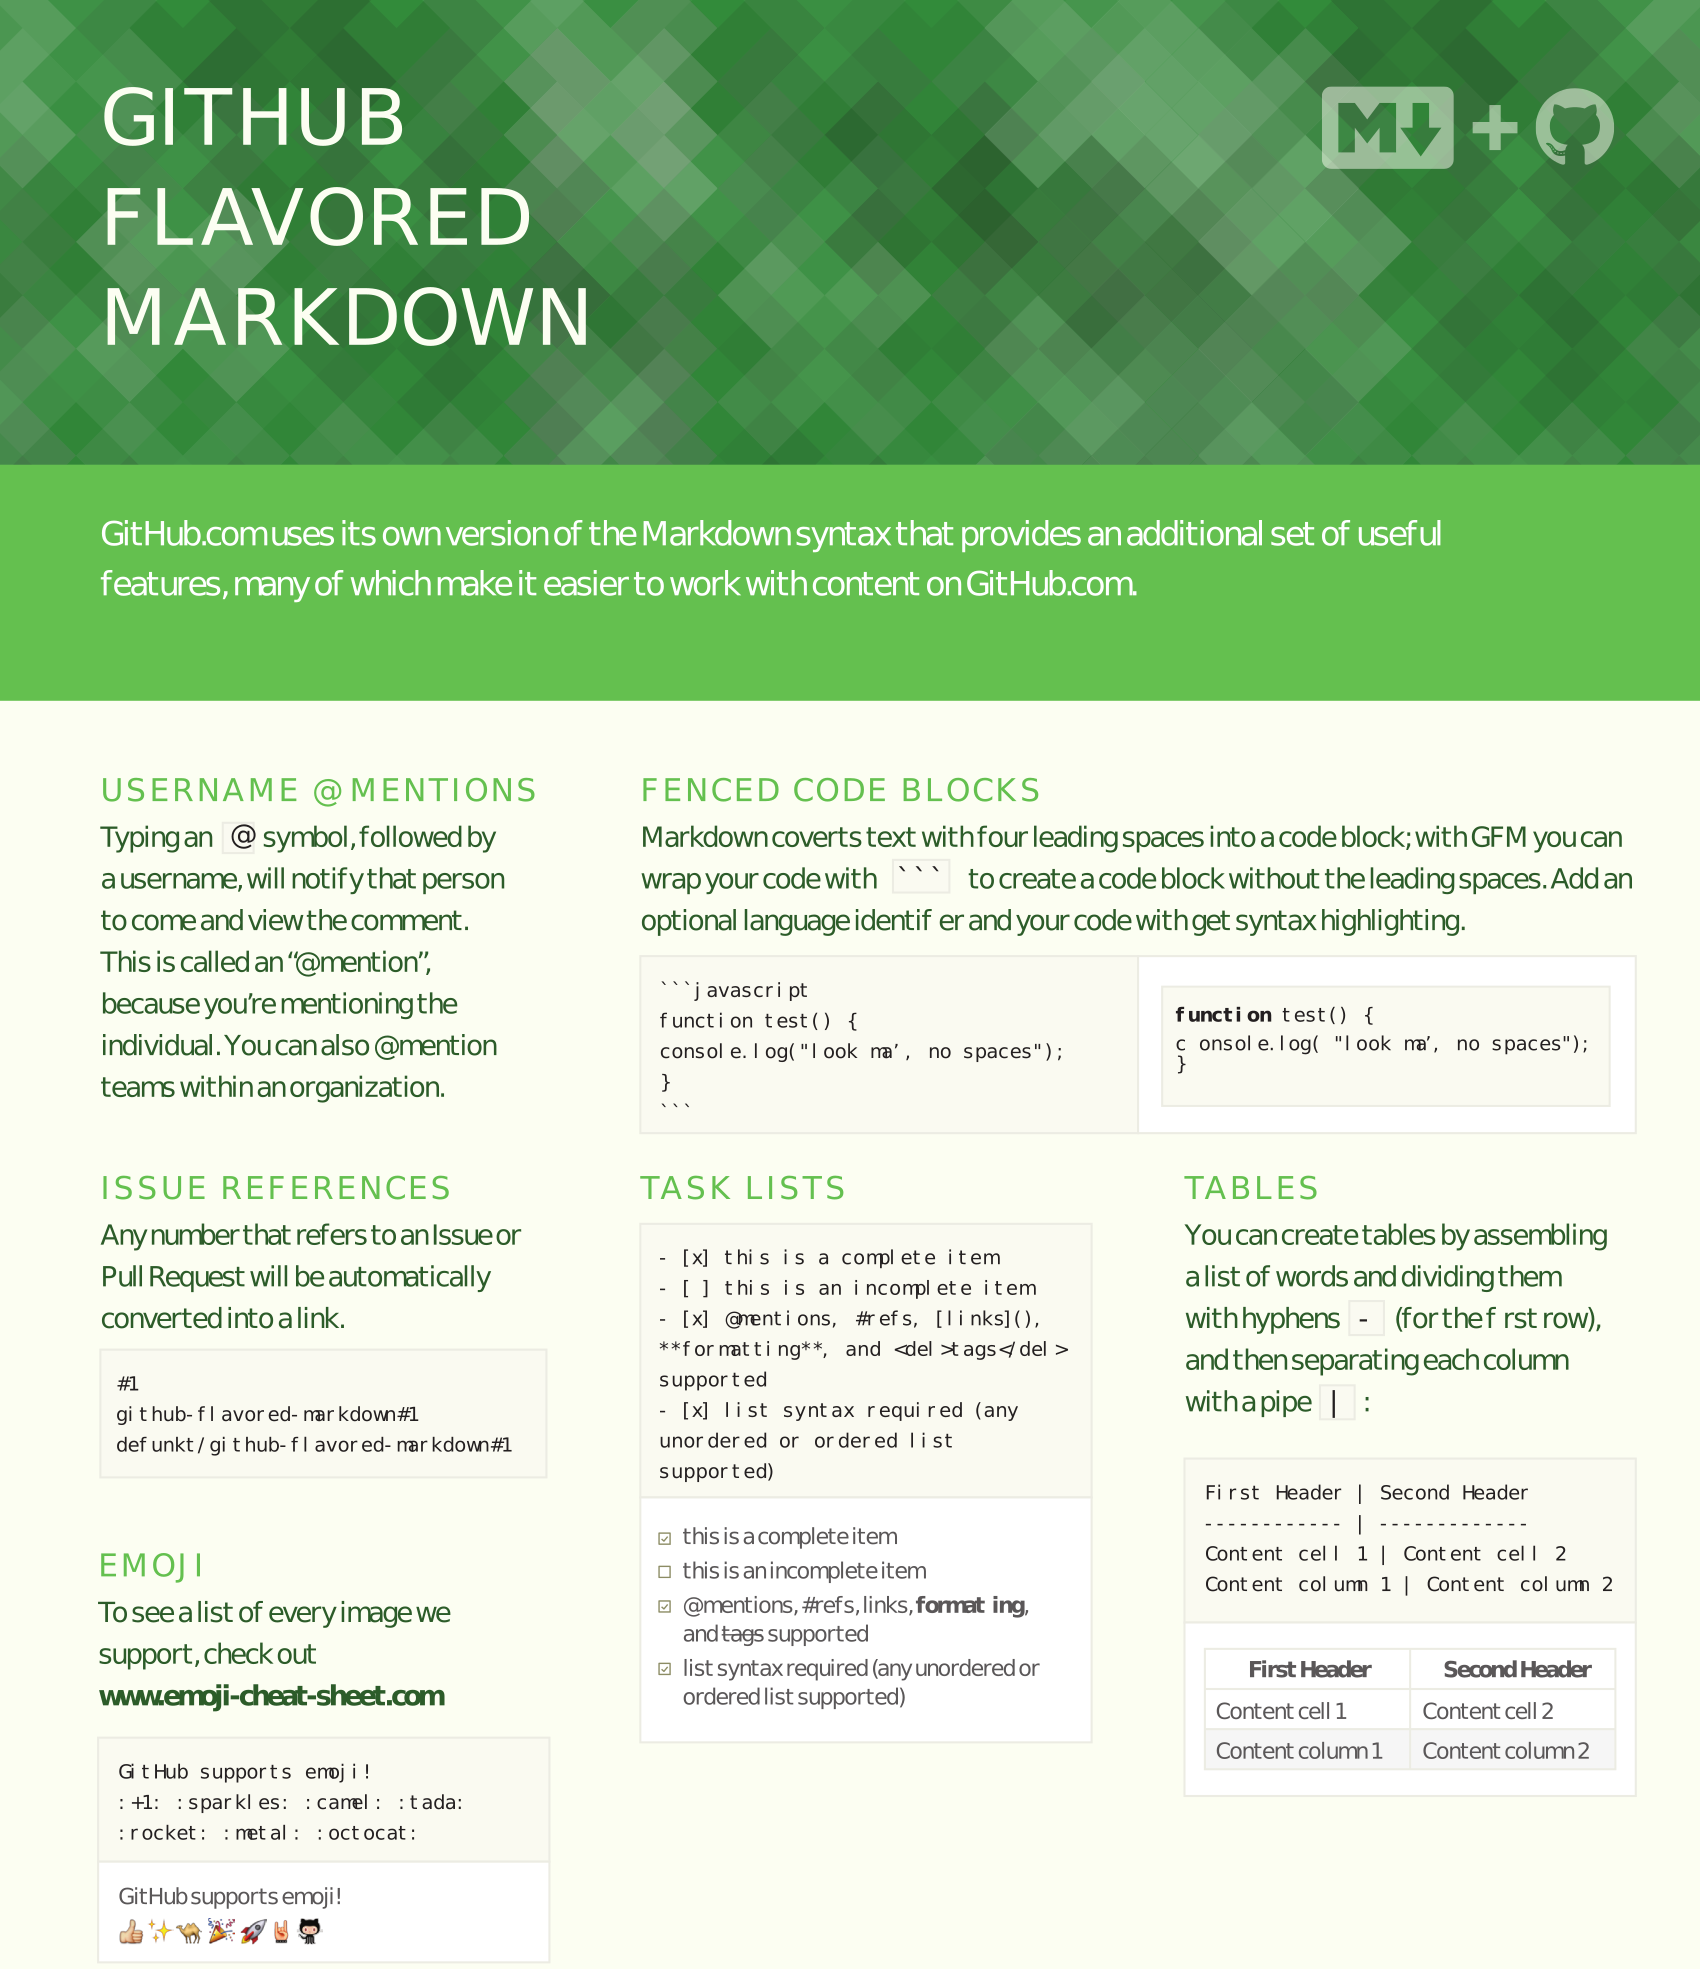 GITHUB
FLAVORED
MARKDOWN
M
+
GitHub.com uses its own version of the Markdown syntax that provides an additional set of useful
features, many of which make it easier to work with content on GitHub.com.
USERNAME @MENTIONS
Typing an @ symbol, followed by
a username, will notify that person
to come and view the comment.
This is called an “@mention”,
because you’re mentioning the
individual. You can also @mention
teams within an organization.
FENCED CODE BLOCKS
Markdown coverts text with four leading spaces into a code block; with GFM you can
wrap your code with ``` to create a code block without the leading spaces. Add an
optional language identif er and your code with get syntax highlighting.
```javascript
function test() {
console.log("look ma’, no spaces");
}
```
function test() {
console.log("look ma’, no spaces");
}
ISSUE REFERENCES
Any number that refers to an Issue or
Pull Request will be automatically
converted into a link.
#1
github-flavored-markdown#1
defunkt/github-flavored-markdown#1
EMOJI
To see a list of every image we
support, check out
www.emoji-cheat-sheet.com
GitHub supports emoji!
:+1: :sparkles: :camel: :tada:
:rocket: :metal: :octocat:
GitHub supports emoji!
TASK LISTS
- [x] this is a complete item
- [ ] this is an incomplete item
- [x] @mentions, #refs, [links](),
**formatting**, and <del>tags</del>
supported
- [x] list syntax required (any
unordered or ordered list
supported)
this is a complete item
this is an incomplete item
@mentions, #refs, links, format ing,
and tags supported
list syntax required (any unordered or
ordered list supported)
TABLES
You can create tables by assembling
a list of words and dividing them
with hyphens - (for the f rst row),
and then separating each column
with a pipe | :
First Header | Second Header
------------ | -------------
Content cell 1 | Content cell 2
Content column 1 | Content column 2
First Header Second Header
Content cell 1 Content cell 2
Content column 1 Content column 2